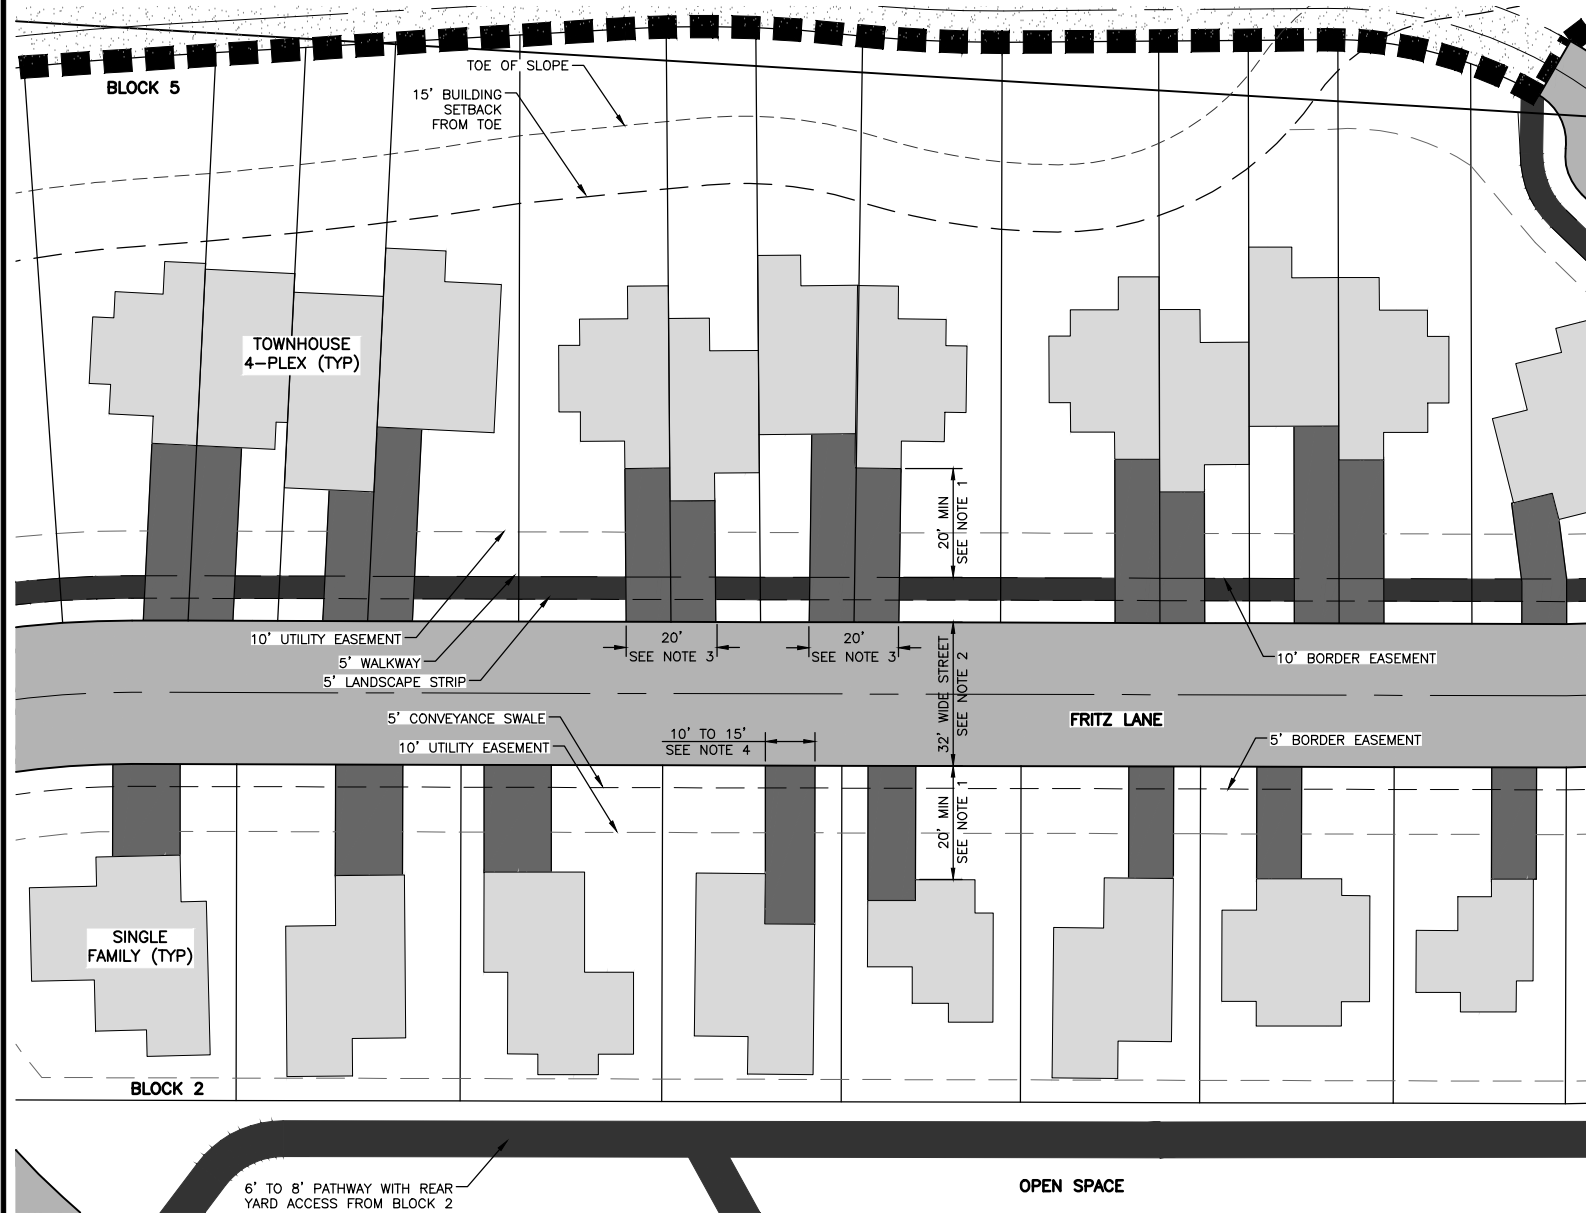 TOE OF SLOPE
BLOCK 5
15' BUILDING
SETBACK
FROM TOE
TOWNHOUSE
4-PLEX (TYP)
20' MIN
SEE NOTE 1
10' UTILITY EASEMENT
5' WALKWAY
5' LANDSCAPE STRIP
20'
SEE NOTE 3
20'
SEE NOTE 3
32' WIDE STREET
SEE NOTE 2
10' BORDER EASEMENT
5' CONVEYANCE SWALE
10' UTILITY EASEMENT
10' TO 15'
SEE NOTE 4
FRITZ LANE
5' BORDER EASEMENT
20' MIN
SEE NOTE 1
SINGLE
FAMILY (TYP)
BLOCK 2
6' TO 8' PATHWAY WITH REAR
YARD ACCESS FROM BLOCK 2
OPEN SPACE